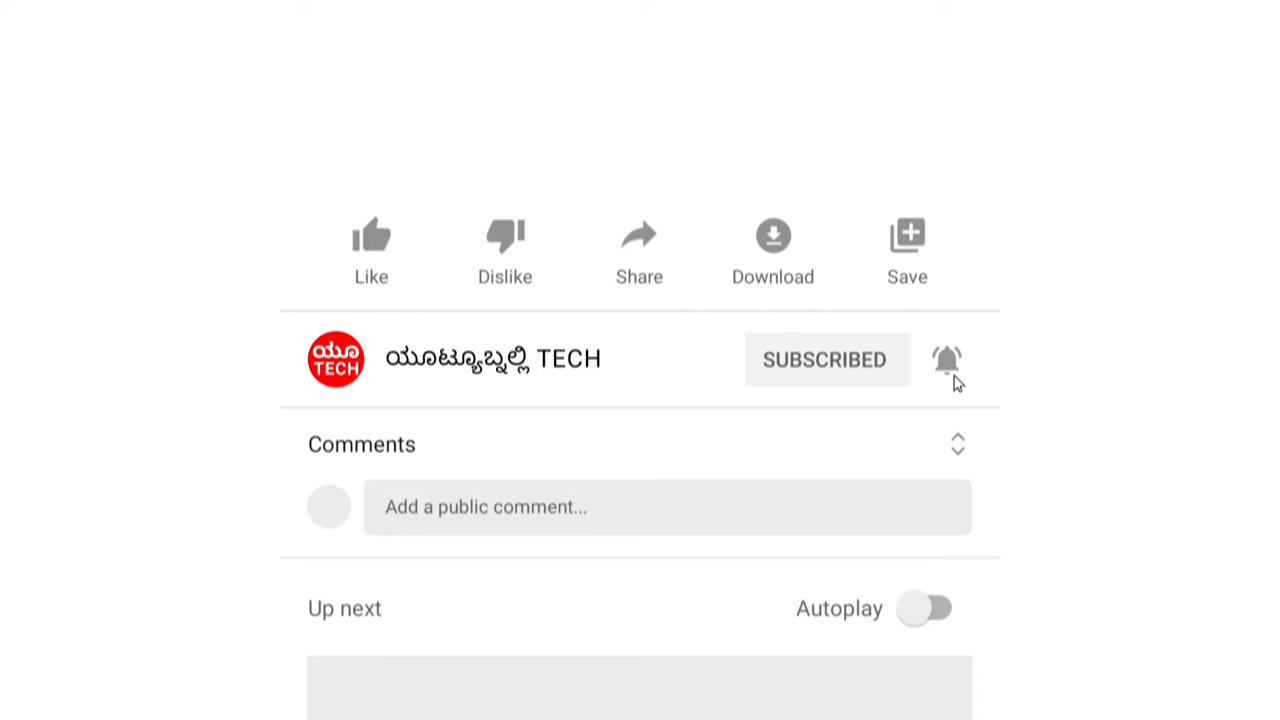 Like Dislike Share Download Save
ಯೂ
TECH
ಯೂಟ್ಯೂಬ್ನಲ್ಲಿ TECH SUBSCRIBED
Comments
Add a public comment...
Up next Autoplay